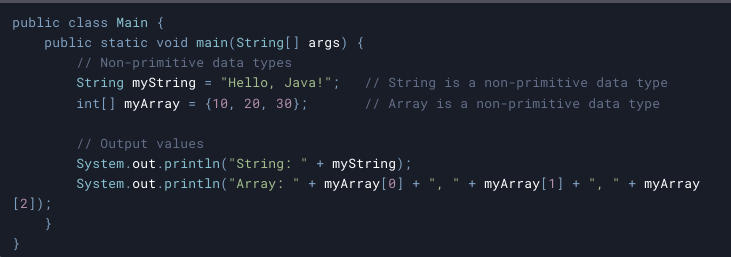 public class Main {
    public static void main(String[] args) {
        // Non-primitive data types
        String myString = "Hello, Java!";   // String is a non-primitive data type
        int[] myArray = {10, 20, 30};       // Array is a non-primitive data type

        // Output values
        System.out.println("String: " + myString);
        System.out.println("Array: " + myArray[0] + ", " + myArray[1] + ", " + myArray
[2]);
    }
}